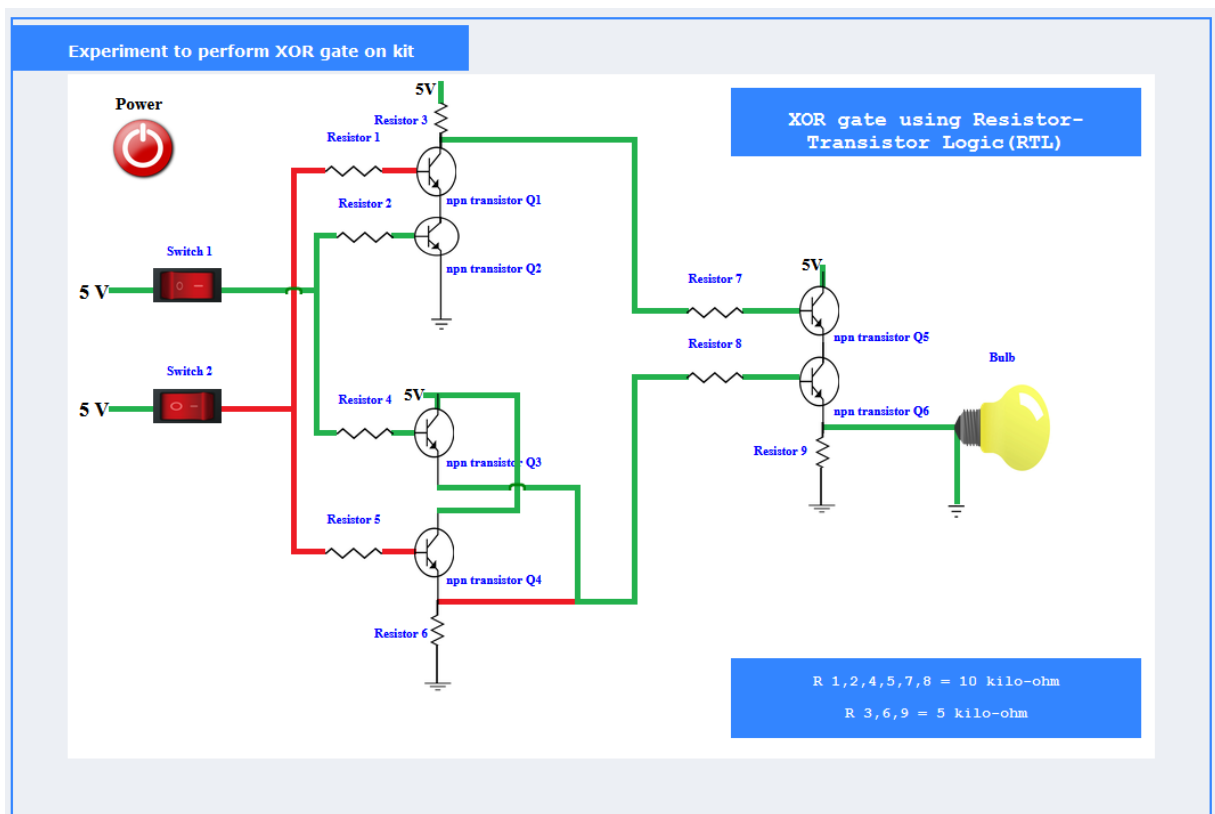 Experiment to perform XOR gate on kit
Power
5V
Resistor 3
Resistor 1
XOR gate using Resistor-
Transistor Logic(RTL)
npn transistor Q1
Resistor 2
Switch 1
npn transistor Q2
5 V
Resistor 7
5V
npn transistor Q5
Resistor 8
Bulb
Switch 2
5 V
Resistor 4
5V
npn transistor Q6
npn transistor Q3
Resistor 9
Resistor 5
npn transistor Q4
Resistor 6
R 1,2,4,5,7,8 = 10 kilo-ohm
R 3,6,9 = 5 kilo-ohm